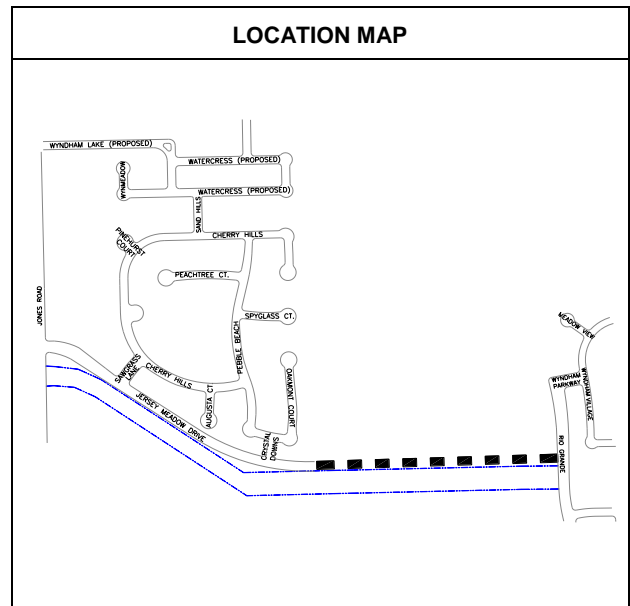 LOCATION MAP
WYNDHAM LAKE (PROPOSED)
WATERCRESS (PROPOSED)
WYNMEADOW
WATERCRESS (PROPOSED)
SAND HILLS
PINEHURST
COURT
CHERRY HILLS
PEACHTREE CT.
JONES ROAD
SPYGLASS CT.
MEADOW VIEW
PEBBLE BEACH
SAWGRASS
LANE
CHERRY HILLS
AUGUSTA CT
OAKMONT COURT
WYNDHAM
PARKWAY
WYNDHAM VILLAGE
JERSEY MEADOW DRIVE
CRYSTAL
DOWNS
RIO GRANDE